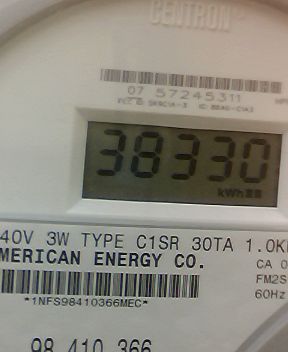 CENTRON
07 57245311
38330
kWh
40V 3W TYPE C1SR 30TA 1.0K
MERICAN ENERGY CO.
CA 0
FM2S
60Hz
*1NFS98410366MEC*
98 410 366